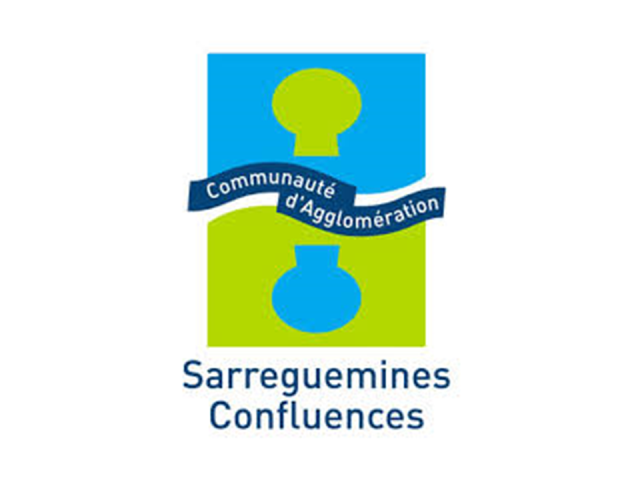 Communauté
d'Agglomération
Sarreguemines
Confluences